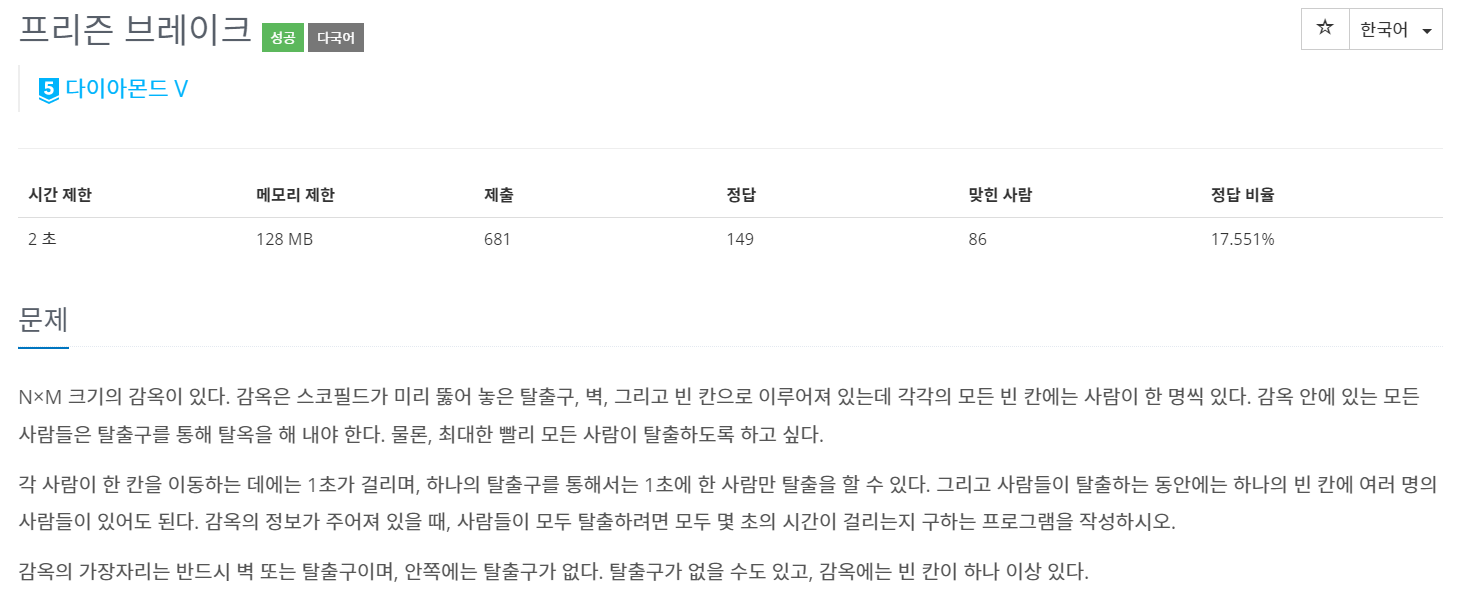 프리즌 브레이크 성공 다국어
☆ 한국어
5 다이아몬드 V
시간 제한 메모리 제한 제출 정답 맞힌 사람 정답 비율
2 초 128 MB 681 149 86 17.551%
문제
N×M 크기의 감옥이 있다. 감옥은 스코필드가 미리 뚫어 놓은 탈출구, 벽, 그리고 빈 칸으로 이루어져 있는데 각각의 모든 빈 칸에는 사람이 한 명씩 있다. 감옥 안에 있는 모든
사람들은 탈출구를 통해 탈옥을 해 내야 한다. 물론, 최대한 빨리 모든 사람이 탈출하도록 하고 싶다.
각 사람이 한 칸을 이동하는 데에는 1초가 걸리며, 하나의 탈출구를 통해서는 1초에 한 사람만 탈출을 할 수 있다. 그리고 사람들이 탈출하는 동안에는 하나의 빈 칸에 여러 명의
사람들이 있어도 된다. 감옥의 정보가 주어져 있을 때, 사람들이 모두 탈출하려면 모두 몇 초의 시간이 걸리는지 구하는 프로그램을 작성하시오.
감옥의 가장자리는 반드시 벽 또는 탈출구이며, 안쪽에는 탈출구가 없다. 탈출구가 없을 수도 있고, 감옥에는 빈 칸이 하나 이상 있다.